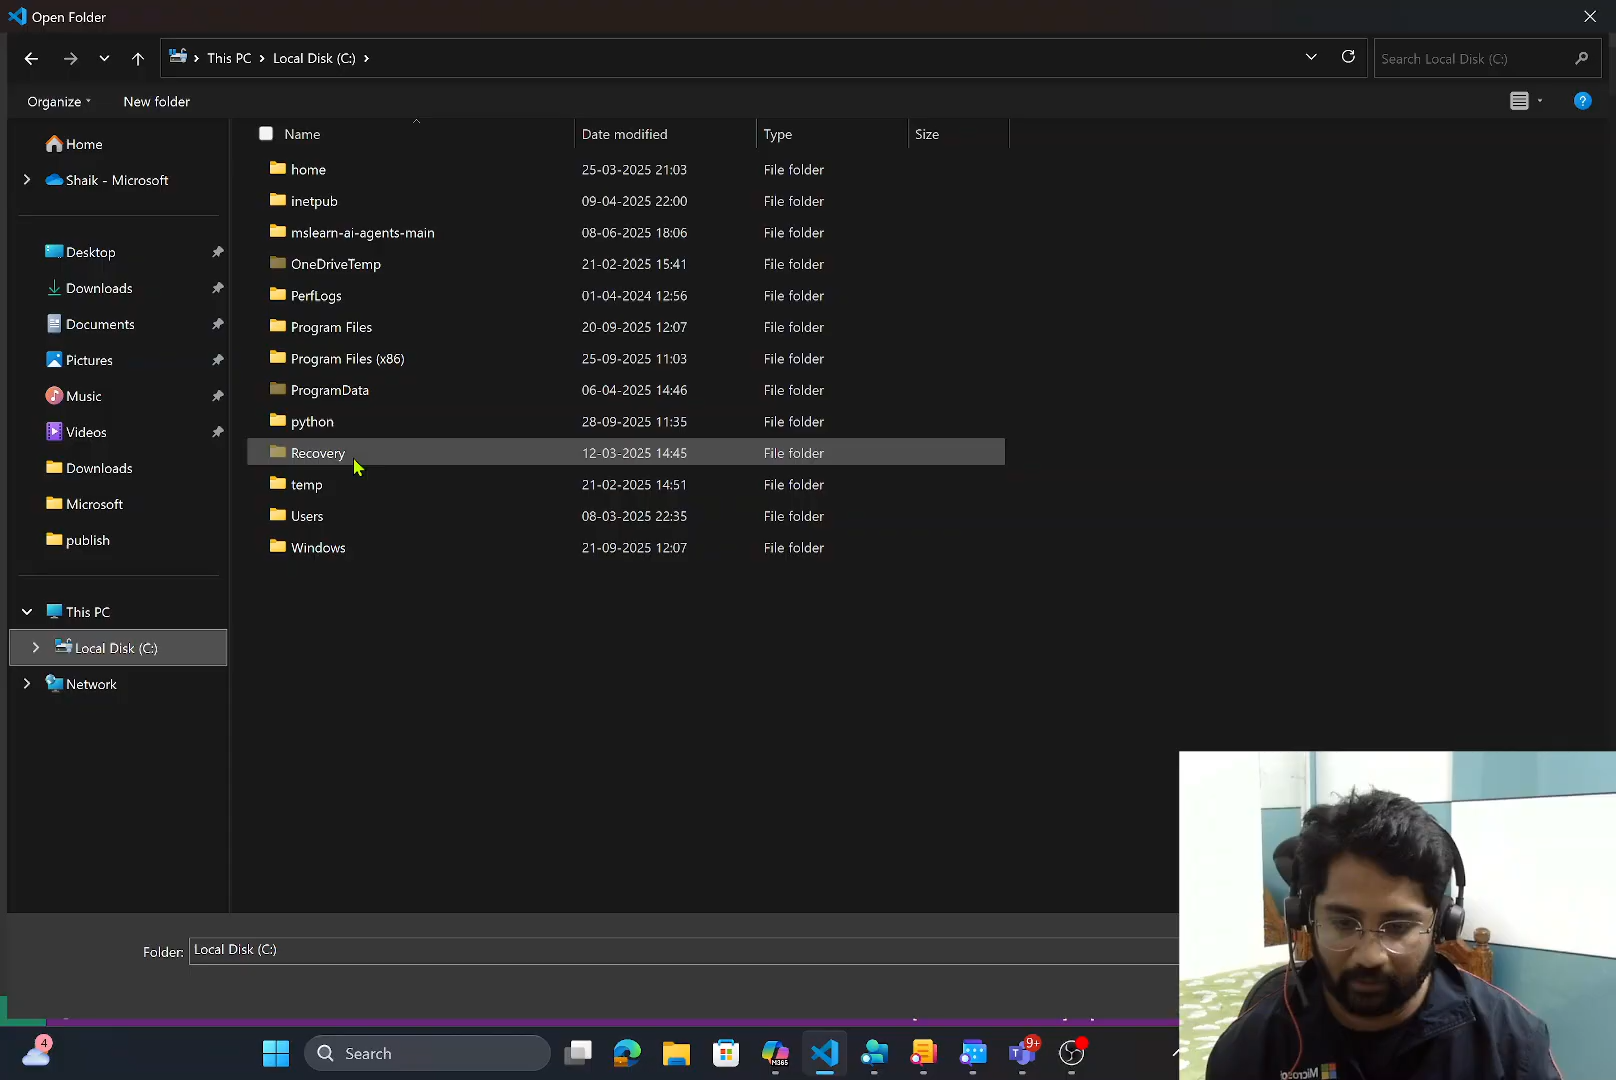 Open Folder
This PC
Local Disk (C:)
Search Local Disk (C:)
Organize
New folder
Home
Shaik - Microsoft
Desktop
Downloads
Documents
Pictures
Music
Videos
Downloads
Microsoft
publish
This PC
Local Disk (C:)
Network
Name Date modified Type Size
home 25-03-2025 21:03 File folder
inetpub 09-04-2025 22:00 File folder
mslearn-ai-agents-main 08-06-2025 18:06 File folder
OneDriveTemp 21-02-2025 15:41 File folder
PerfLogs 01-04-2024 12:56 File folder
Program Files 20-09-2025 12:07 File folder
Program Files (x86) 25-09-2025 11:03 File folder
ProgramData 06-04-2025 14:46 File folder
python 28-09-2025 11:35 File folder
Recovery 12-03-2025 14:45 File folder
temp 21-02-2025 14:51 File folder
Users 08-03-2025 22:35 File folder
Windows 21-09-2025 12:07 File folder
Folder: Local Disk (C:)
4
Search
M365
9+
Microsoft